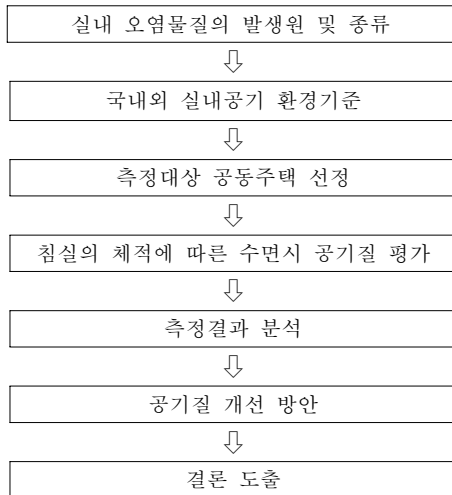 실내 오염물질의 발생원 및 종류
국내외 실내공기 환경기준
측정대상 공동주택 선정
침실의 체적에 따른 수면시 공기질 평가
측정결과 분석
공기질 개선 방안
결론 도출